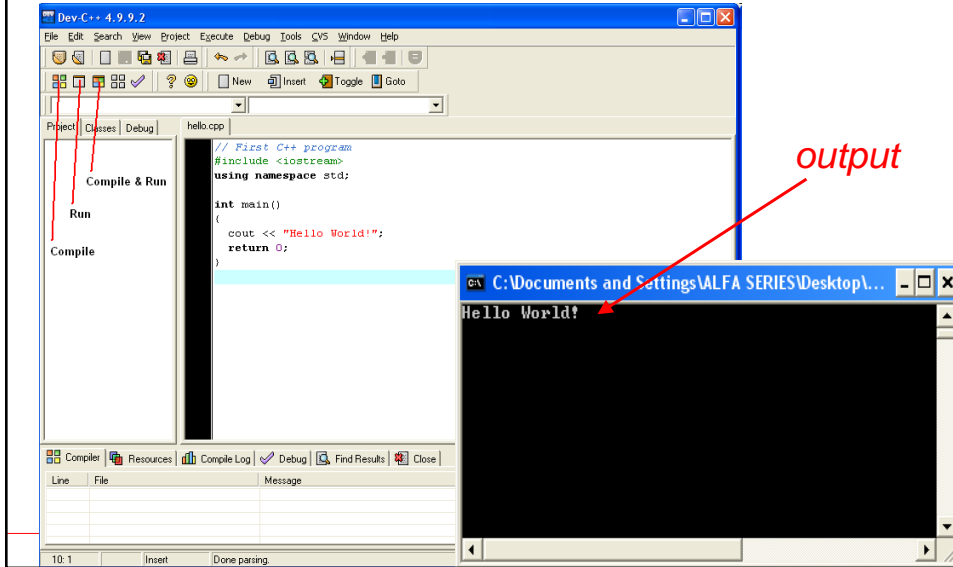 Dev-C++ 4.9.9.2
File Edit Search View Project Execute Debug Tools CVS Window Help
New Insert Toggle Goto
Project Classes Debug
hello.cpp
// First C++ program
#include <iostream>
using namespace std;
int main()
{
cout << "Hello World!";
return 0;
}
Compile & Run
Run
Compile
output
C:\Documents and Settings\ALFA SERIES\Desktop\...
Hello World!
Compiler Resources Compile Log Debug Find Results Close
Line File Message
10: 1 Insert Done parsing.